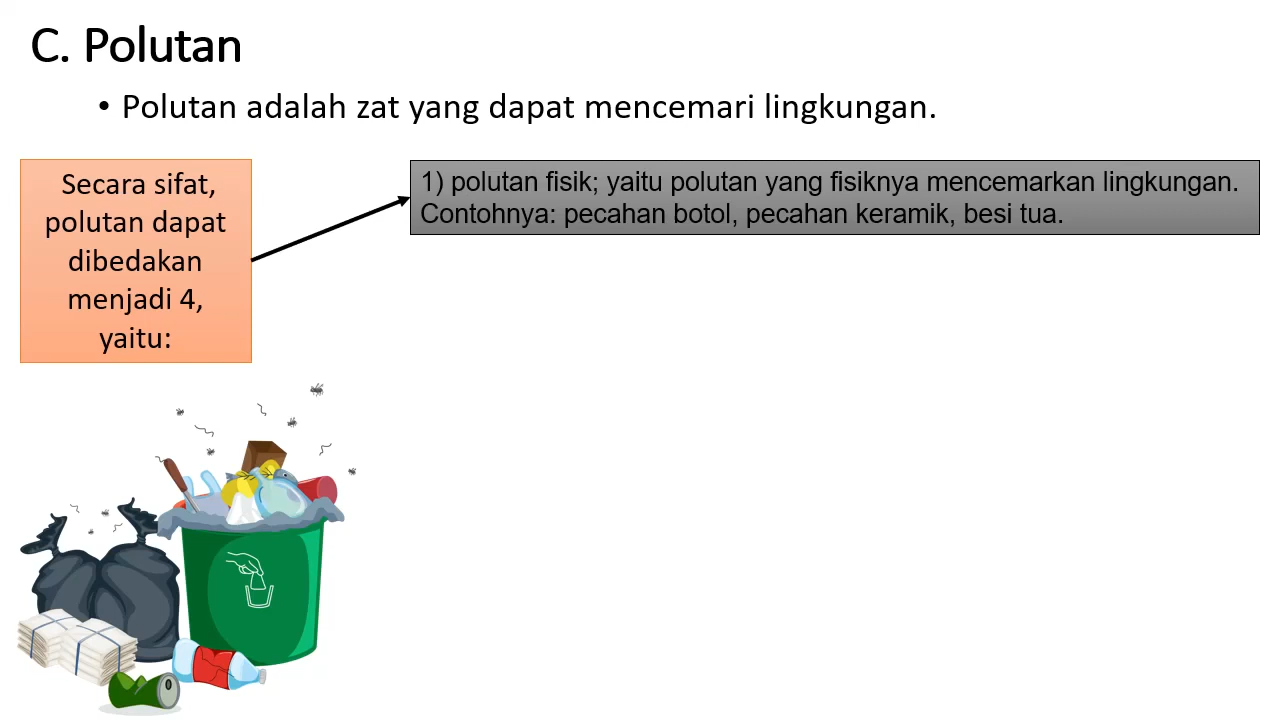 C. Polutan
• Polutan adalah zat yang dapat mencemari lingkungan.
Secara sifat,
polutan dapat
dibedakan
menjadi 4,
yaitu:
1) polutan fisik; yaitu polutan yang fisiknya mencemarkan lingkungan.
Contohnya: pecahan botol, pecahan keramik, besi tua.